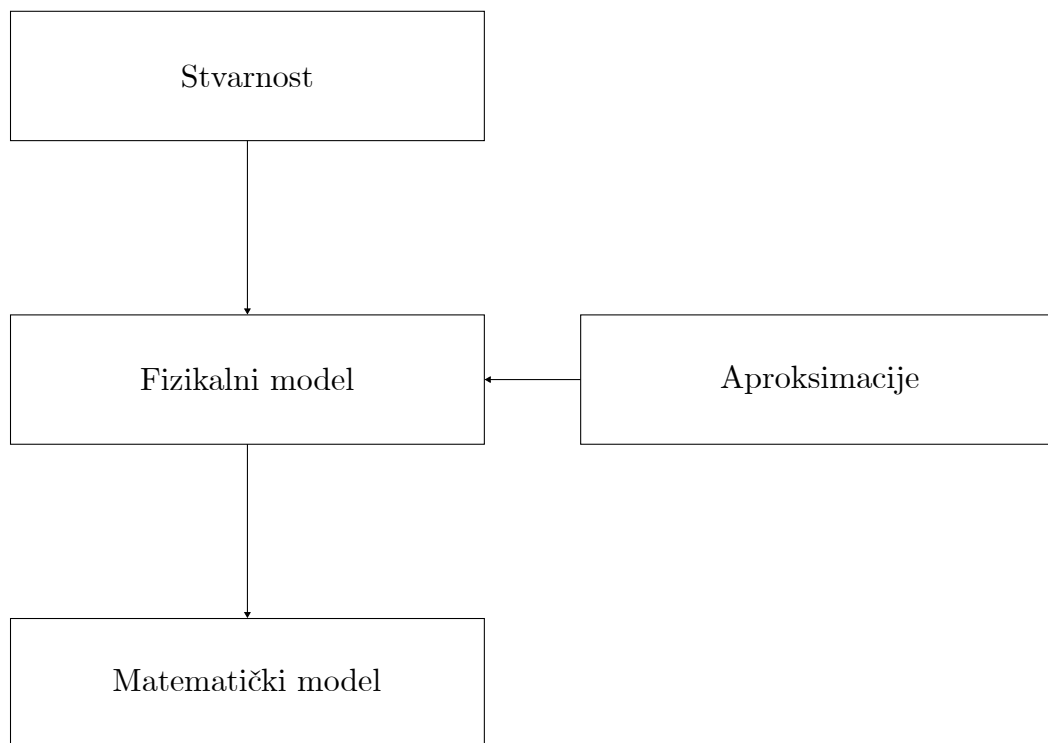 Stvarnost
Fizikalni model
Aproksimacije
Matematički model